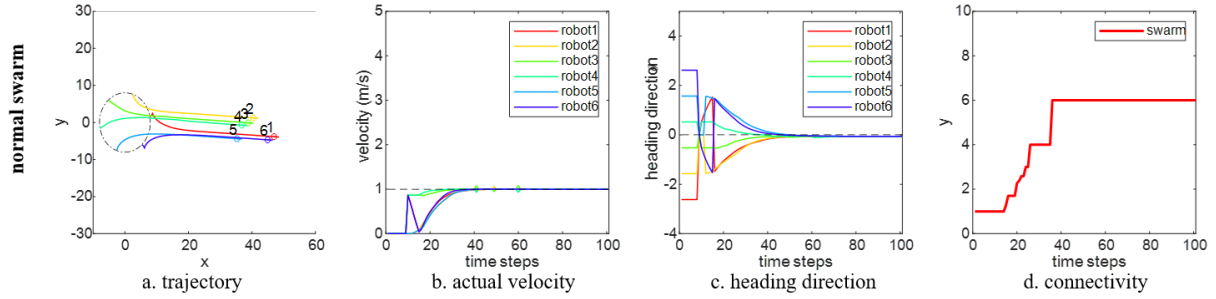 normal swarm
30
20
10
0
-10
-20
-30
y
0
20
40
60
x
2
3
4
5
6
1
a. trajectory
5
4
3
2
1
0
velocity (m/s)
0
20
40
60
80
100
time steps
robot1
robot2
robot3
robot4
robot5
robot6
b. actual velocity
4
2
0
-2
-4
heading direction
0
20
40
60
80
100
time steps
robot1
robot2
robot3
robot4
robot5
robot6
c. heading direction
10
8
6
4
2
0
y
0
20
40
60
80
100
time steps
swarm
d. connectivity